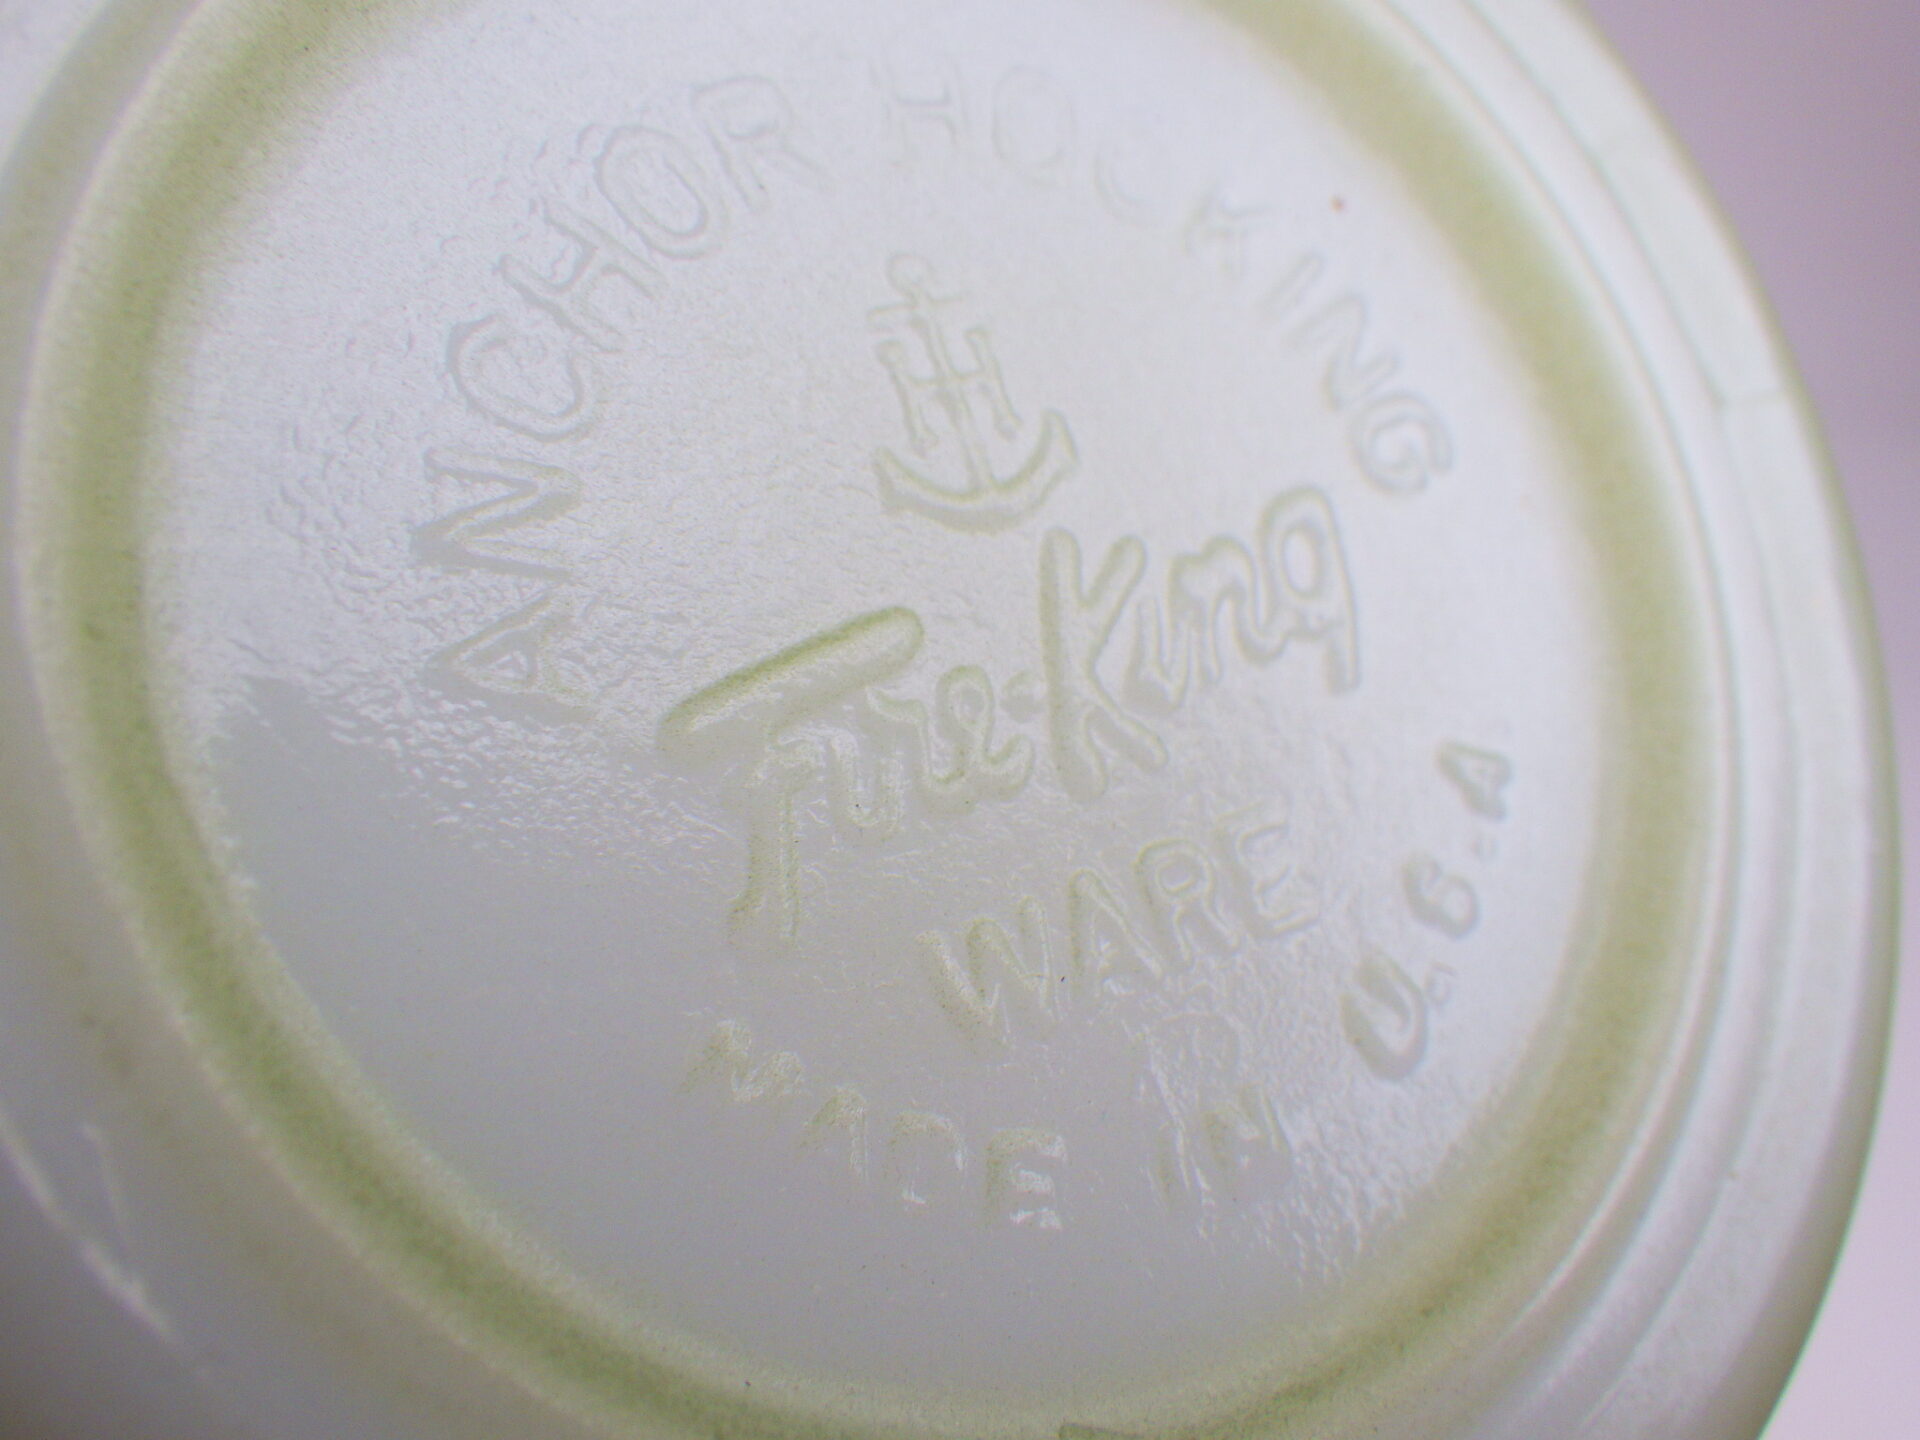 ANCHOR HOCKING
Fire-King
WARE
MADE IN U.S.A